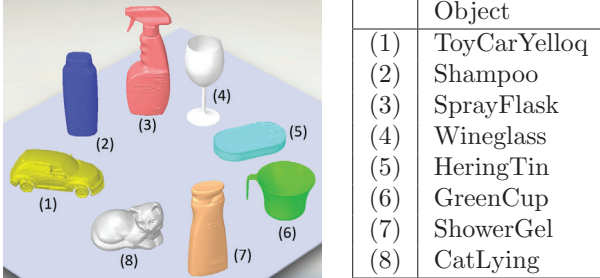 (1)
(2)
(3)
(4)
(5)
(6)
(7)
(8)
Object
(1) ToyCarYelloq
(2) Shampoo
(3) SprayFlask
(4) Wineglass
(5) HeringTin
(6) GreenCup
(7) ShowerGel
(8) CatLying